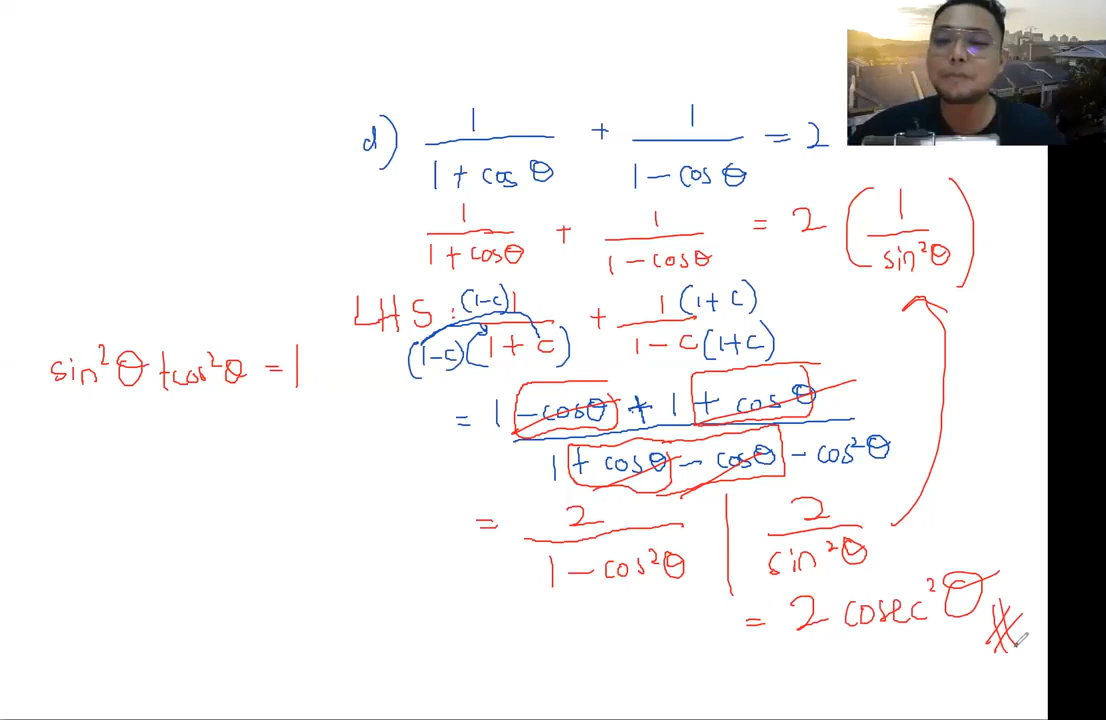 d) 1/(1 + cos θ) + 1/(1 − cos θ) = 2
1/(1 + cosθ) + 1/(1 − cosθ) = 2 (1/sin²θ)
LHS : (1-c)1/((1-c)(1 + c)) + 1(1 + c)/(1 − c(1+c))
sin²θ + cos²θ = 1
= (1 − cosθ + 1 + cos θ)/(1 + cosθ − cosθ − cos²θ)
= 2/(1 − cos²θ) | 2/sin²θ
= 2 cosec²θ